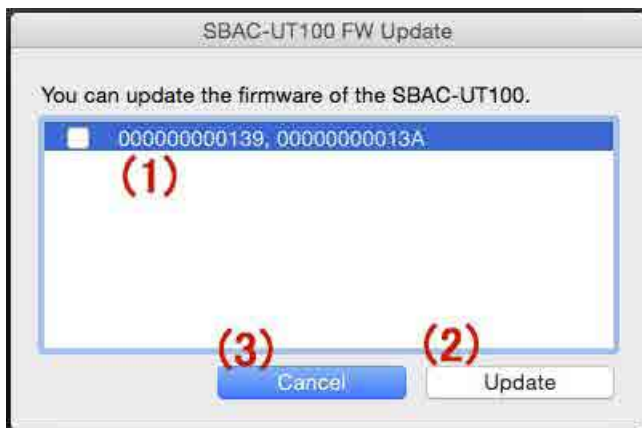 SBAC-UT100 FW Update
You can update the firmware of the SBAC-UT100.
000000000139, 00000000013A
(1)
(3)
(2)
Cancel
Update